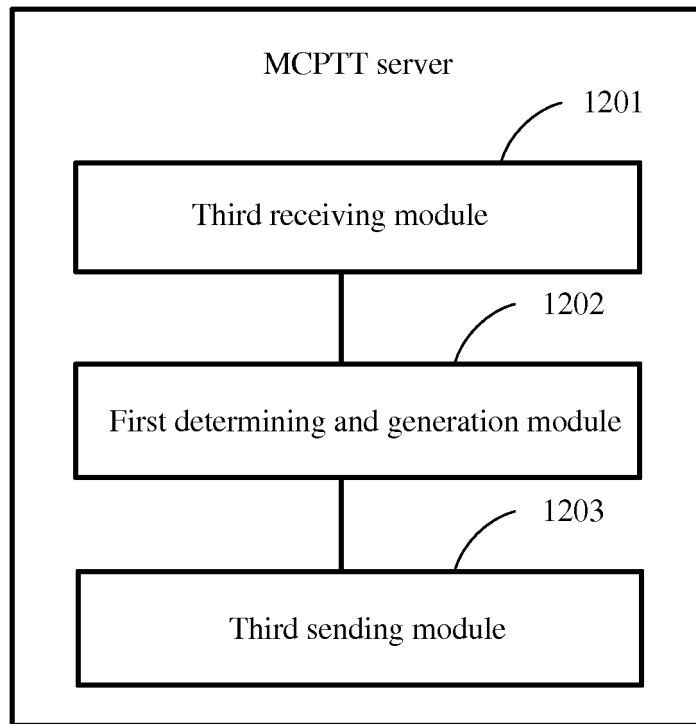 MCPTT server
1201
Third receiving module
1202
First determining and generation module
1203
Third sending module